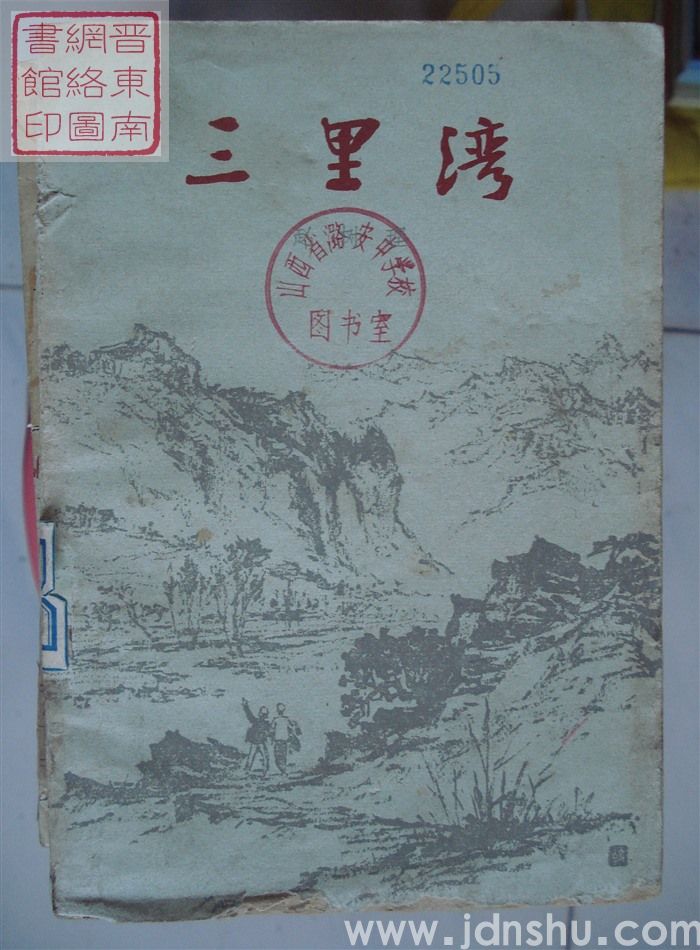 晋東南
網絡圖
書館印
22505
三里湾
山西省潞安中学校
图书室
www.jdnshu.com